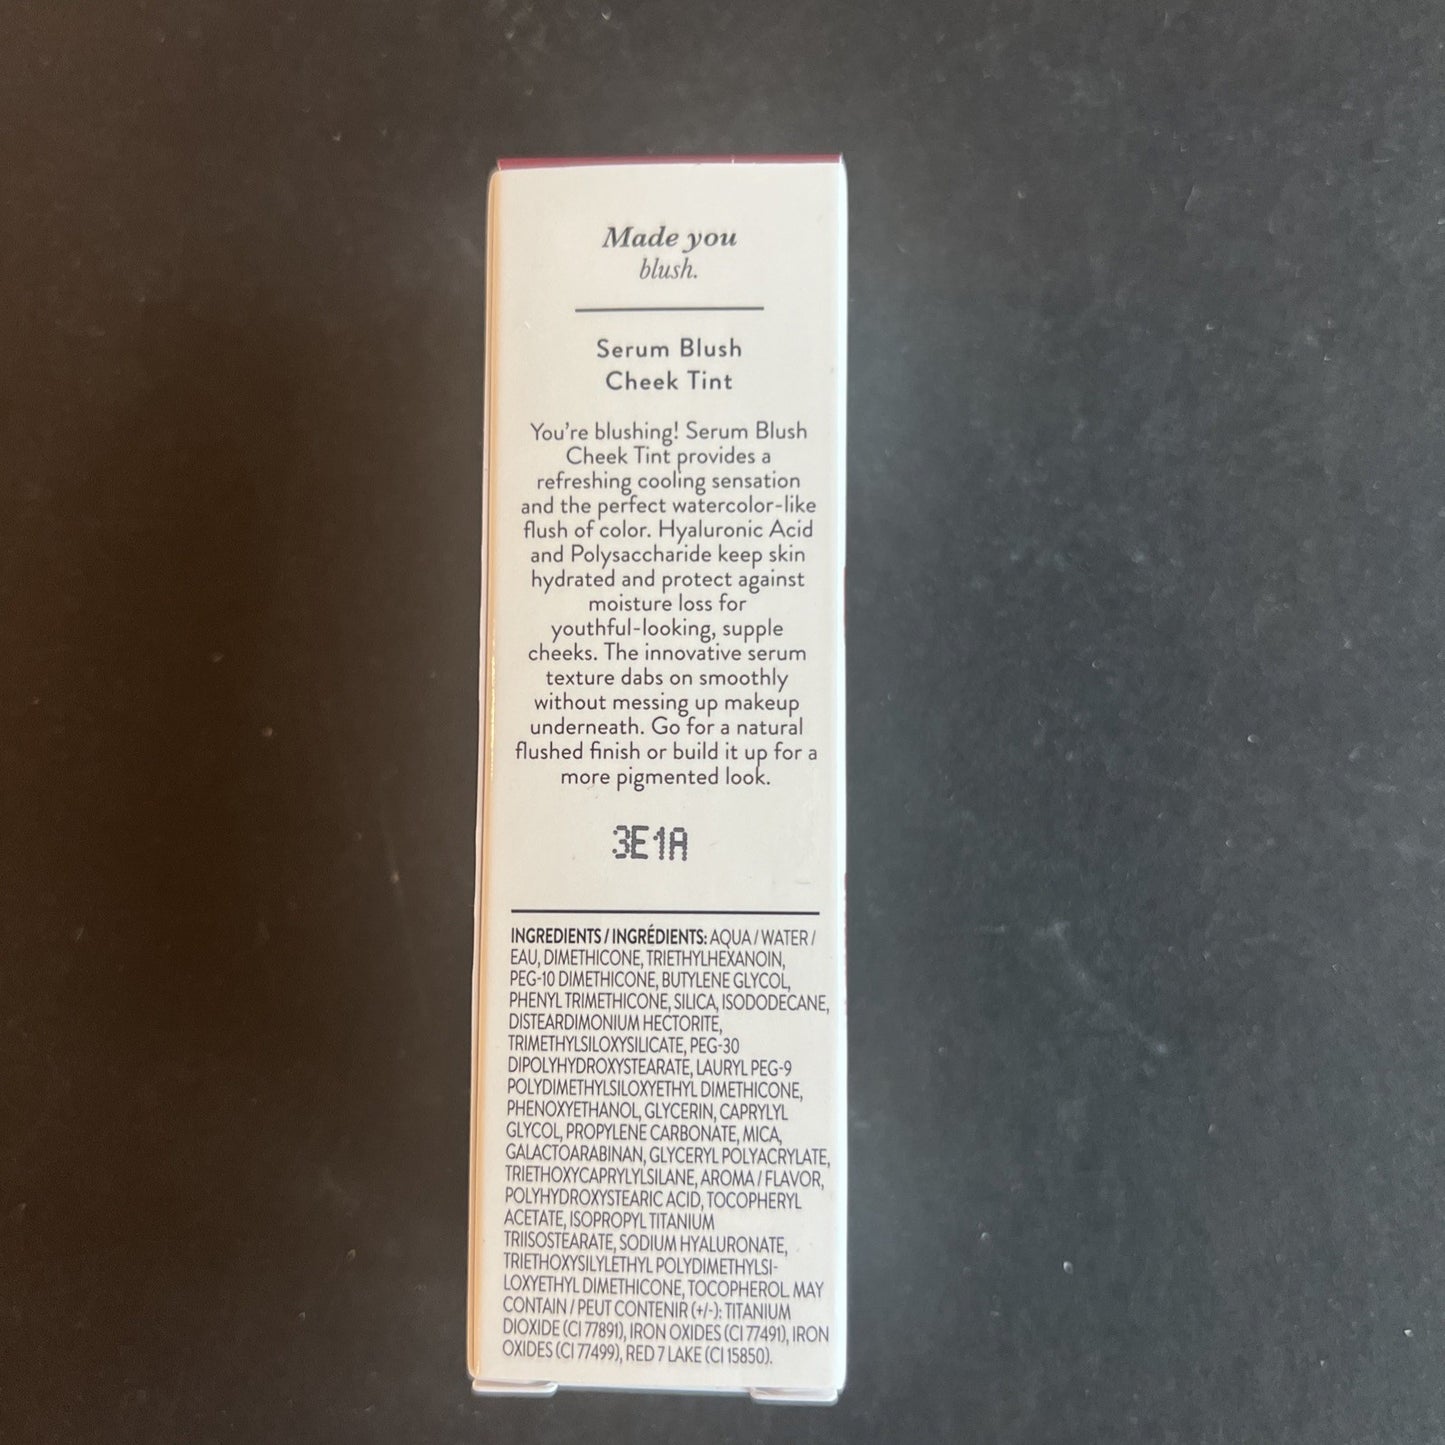 Made you
blush.
Serum Blush
Cheek Tint
You're blushing! Serum Blush
Cheek Tint provides a
refreshing cooling sensation
and the perfect watercolor-like
flush of color. Hyaluronic Acid
and Polysaccharide keep skin
hydrated and protect against
moisture loss for
youthful-looking, supple
cheeks. The innovative serum
texture dabs on smoothly
without messing up makeup
underneath. Go for a natural
flushed finish or build it up for a
more pigmented look.
3E1A
INGREDIENTS / INGRÉDIENTS: AQUA / WATER /
EAU, DIMETHICONE, TRIETHYLHEXANOIN,
PEG-10 DIMETHICONE, BUTYLENE GLYCOL,
PHENYL TRIMETHICONE, SILICA, ISODODECANE,
DISTEARDIMONIUM HECTORITE,
TRIMETHYLSILOXYSILICATE, PEG-30
DIPOLYHYDROXYSTEARATE, LAURYL PEG-9
POLYDIMETHYLSILOXYETHYL DIMETHICONE,
PHENOXYETHANOL, GLYCERIN, CAPRYLYL
GLYCOL, PROPYLENE CARBONATE, MICA,
GALACTOARABINAN, GLYCERYL POLYACRYLATE,
TRIETHOXYCAPRYLYLSILANE, AROMA / FLAVOR,
POLYHYDROXYSTEARIC ACID, TOCOPHERYL
ACETATE, ISOPROPYL TITANIUM
TRIISOSTEARATE, SODIUM HYALURONATE,
TRIETHOXYSILYLETHYL POLYDIMETHYLSI-
LOXYETHYL DIMETHICONE, TOCOPHEROL. MAY
CONTAIN / PEUT CONTENIR (+/-): TITANIUM
DIOXIDE (CI 77891), IRON OXIDES (CI 77491), IRON
OXIDES (CI 77499), RED 7 LAKE (CI 15850).